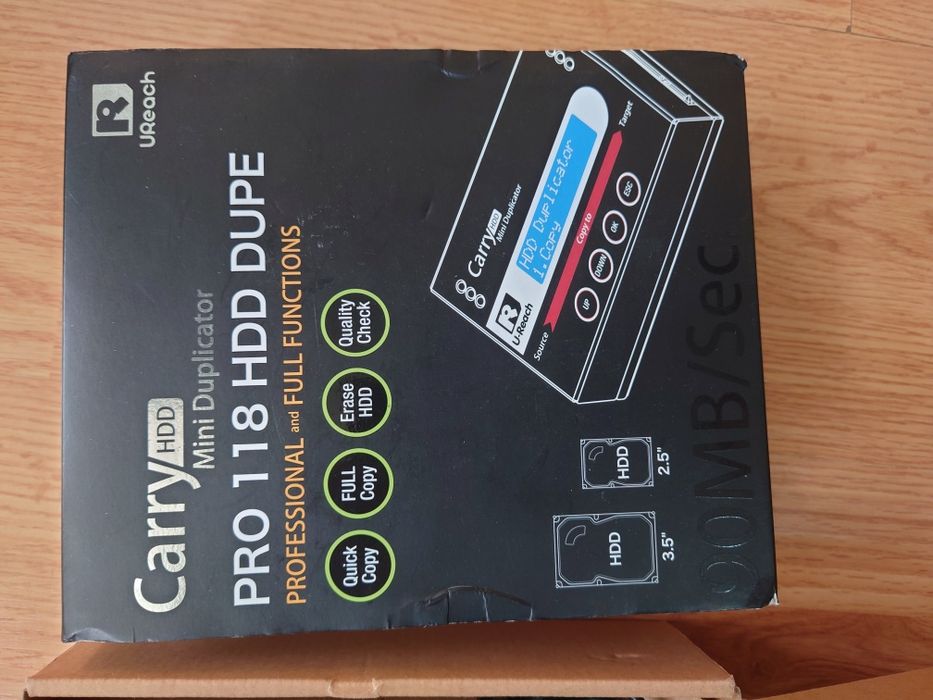 R
UReach
Carry HDD
Mini Duplicator
PRO 118 HDD DUPE
PROFESSIONAL and FULL FUNCTIONS
Quick Copy
FULL Copy
Erase HDD
Quality Check
Carry HDD
Mini Duplicator
R
U-Reach
HDD Duplicator
1.Copy
Source
Copy to
Target
UP
DOWN
OK
ESC
HDD
3.5"
HDD
2.5"
90MB/Sec